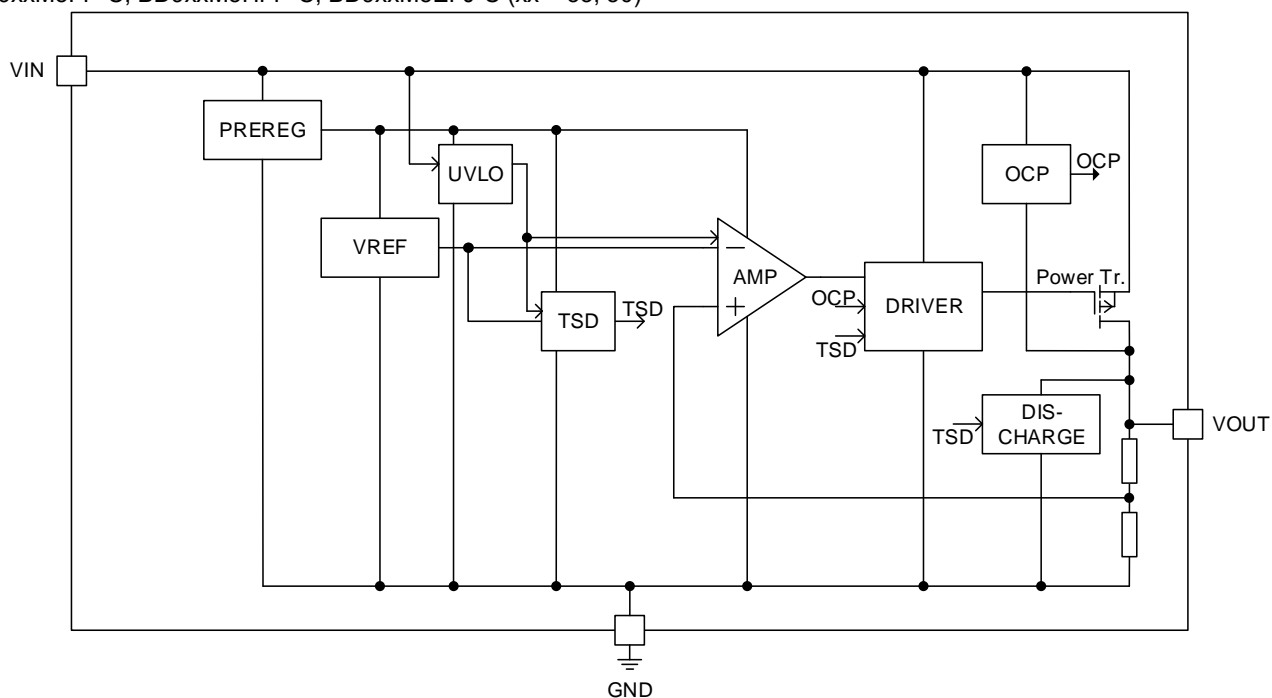 VIN
PREREG
UVLO
OCP
OCP
VREF
AMP
Power Tr.
TSD
TSD
OCP
TSD
DRIVER
DIS-
CHARGE
TSD
VOUT
GND